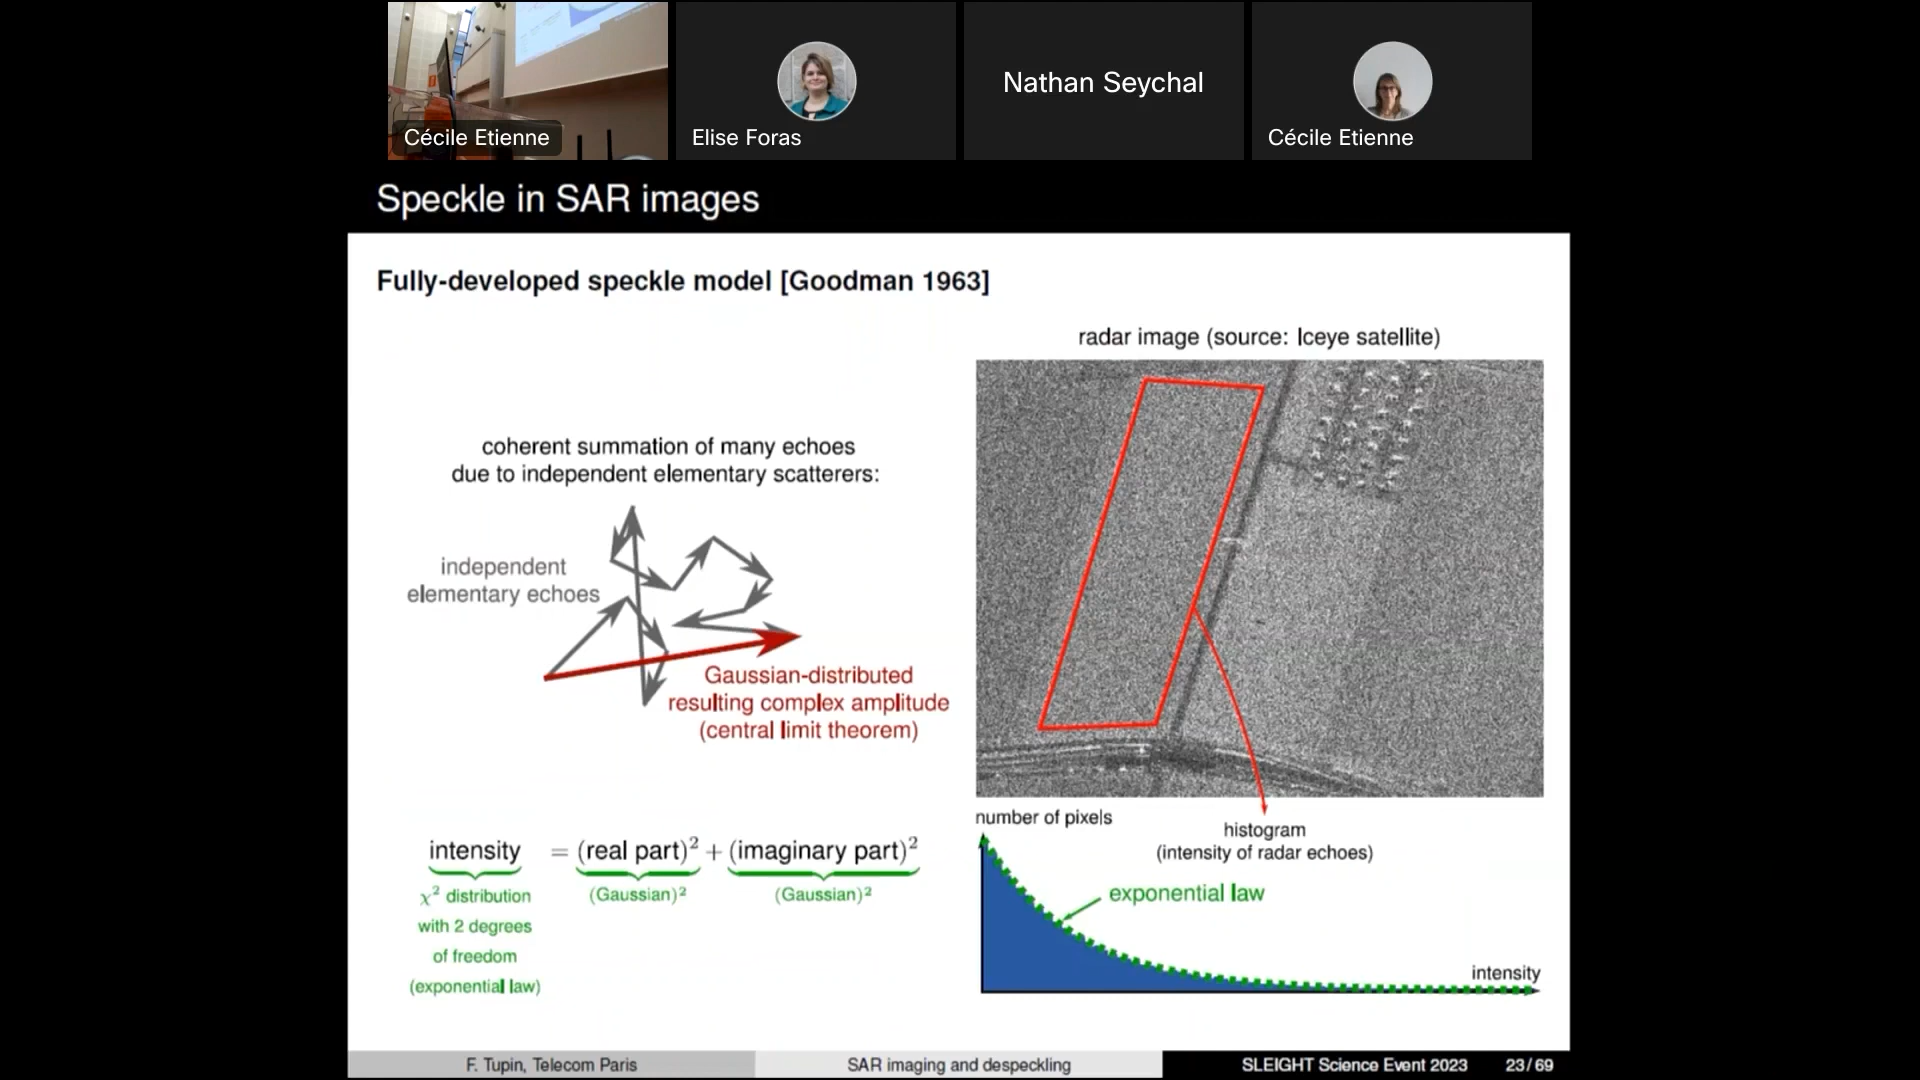 Cécile Etienne
Elise Foras
Nathan Seychal
Cécile Etienne
Speckle in SAR images
Fully-developed speckle model [Goodman 1963]
radar image (source: Iceye satellite)
coherent summation of many echoes
due to independent elementary scatterers:
independent
elementary echoes
Gaussian-distributed
resulting complex amplitude
(central limit theorem)
intensity = (real part)² + (imaginary part)²
(Gaussian)² (Gaussian)²
χ² distribution
with 2 degrees
of freedom
(exponential law)
number of pixels
histogram
(intensity of radar echoes)
exponential law
intensity
F. Tupin, Telecom Paris SAR imaging and despeckling SLEIGHT Science Event 2023 23/69